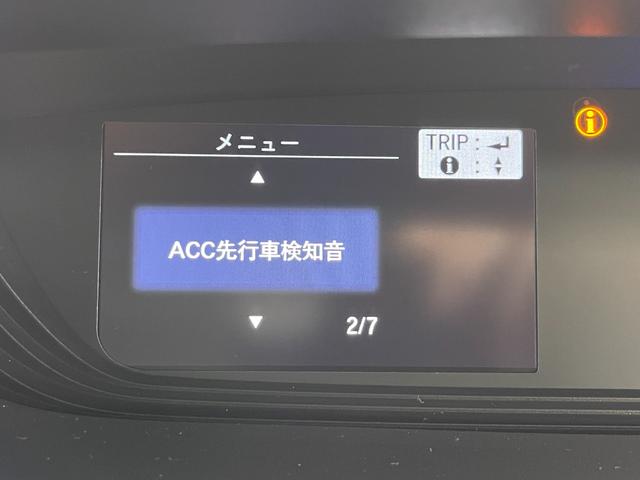 メニュー
TRIP : ↵
i : ▲▼
▲
ACC先行車検知音
▼
2/7
i